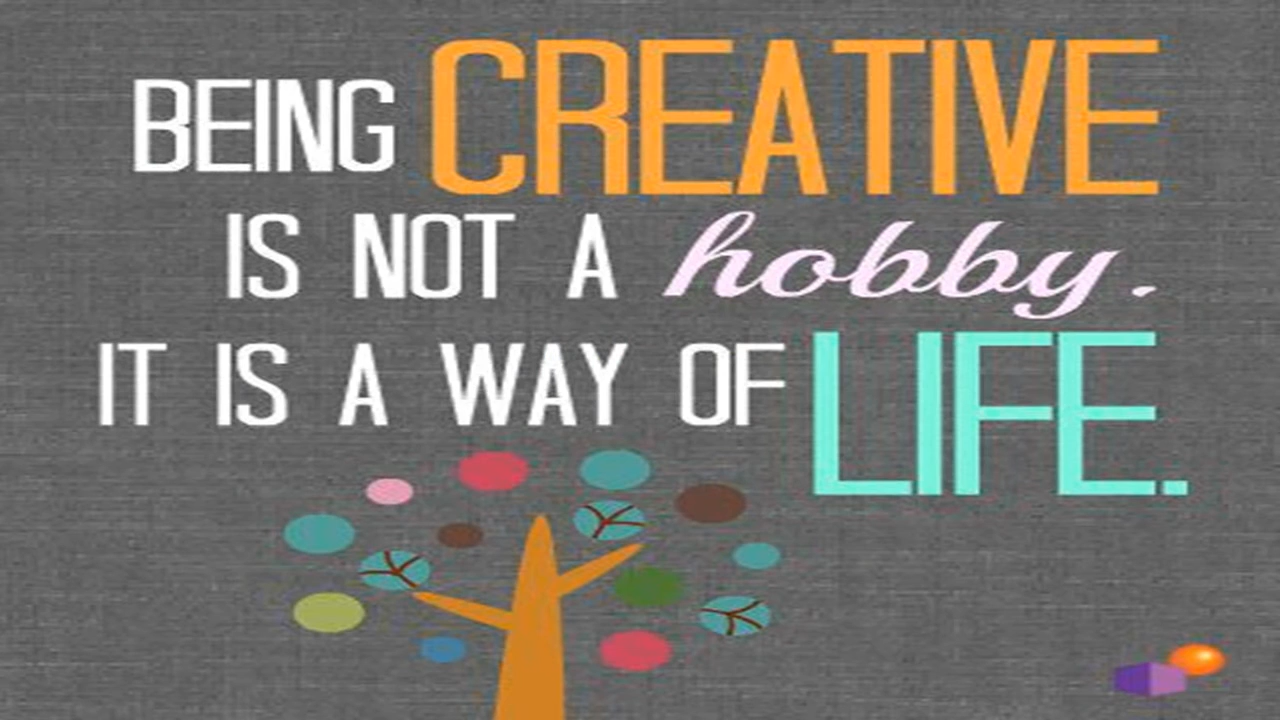 BEING CREATIVE
IS NOT A hobby.
IT IS A WAY OF LIFE.